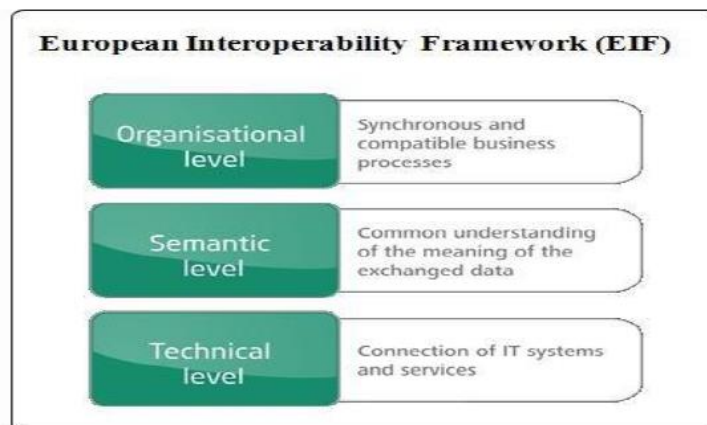 European Interoperability Framework (EIF)
Organisational
level
Synchronous and
compatible business
processes
Semantic
level
Common understanding
of the meaning of the
exchanged data
Technical
level
Connection of IT systems
and services